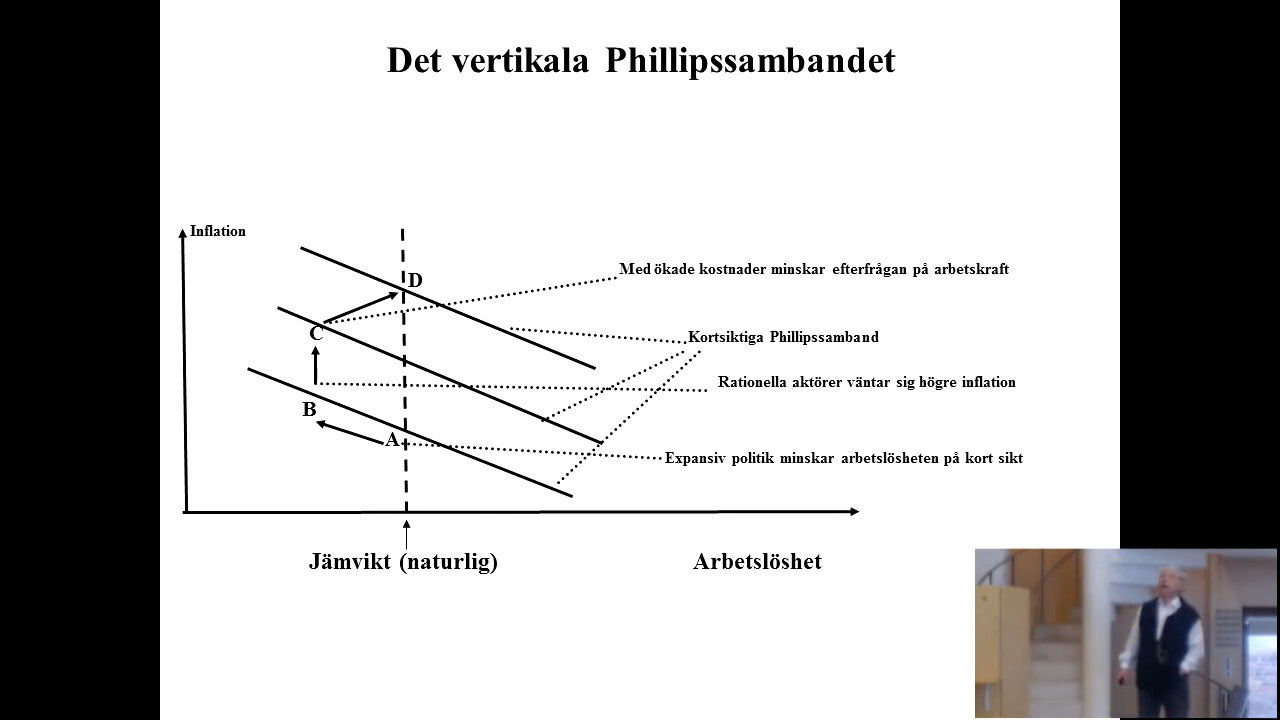 Det vertikala Phillipssambandet
Inflation
Med ökade kostnader minskar efterfrågan på arbetskraft
D
C
Kortsiktiga Phillipssamband
Rationella aktörer väntar sig högre inflation
B
A
Expansiv politik minskar arbetslösheten på kort sikt
Jämvikt (naturlig)
Arbetslöshet